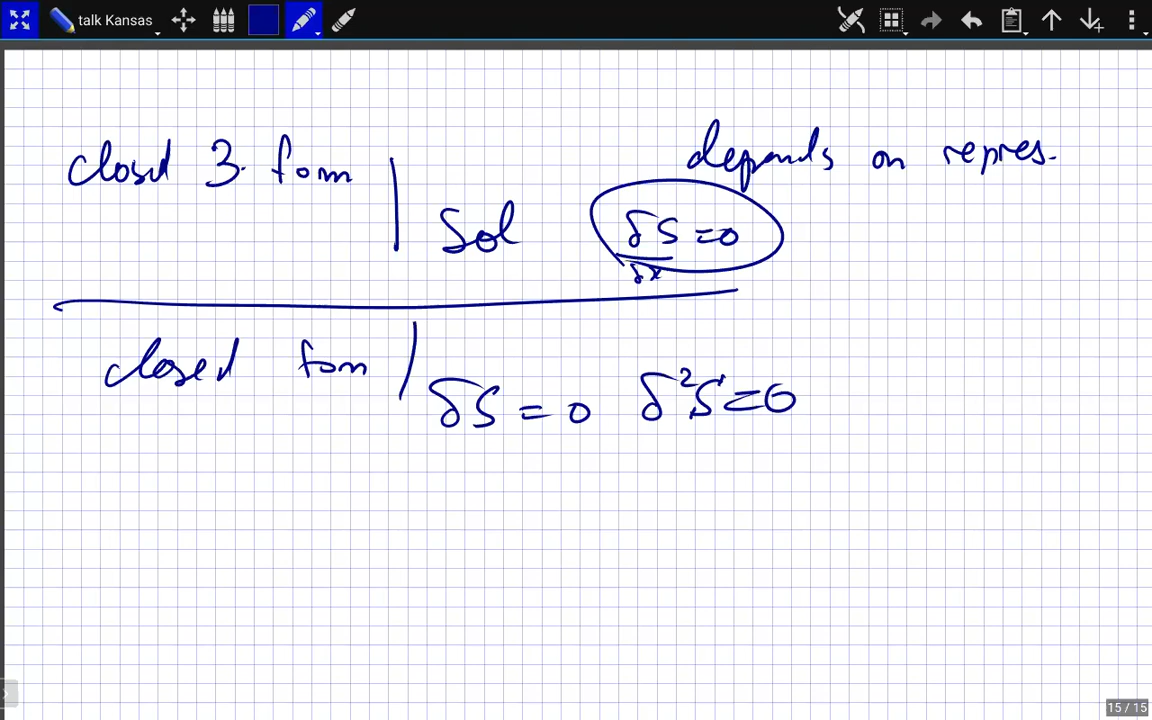 talk Kansas
depends on repres.
closed 3-form | Sol δS/δx = 0
closed form | δS = 0 δ²S = 0
15 / 15